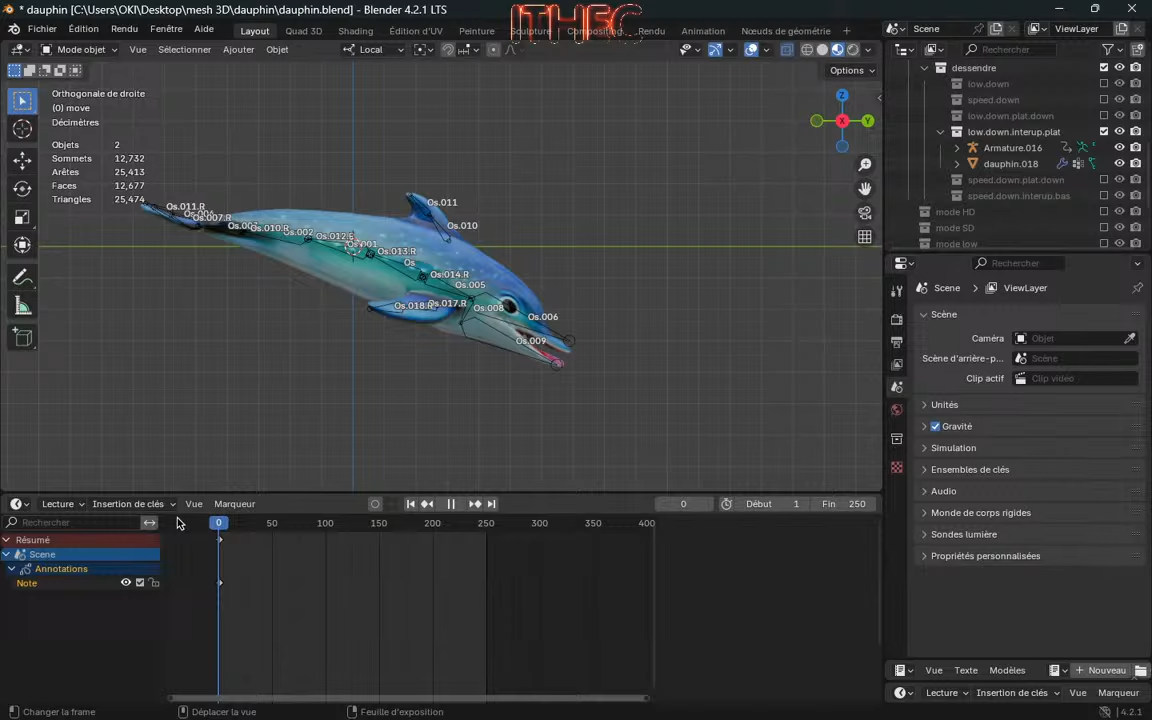 * dauphin [C:\Users\OKI\Desktop\mesh 3D\dauphin\dauphin.blend] - Blender 4.2.1 LTS
ITHEC
Fichier Édition Rendu Fenêtre Aide Layout Quad 3D Shading Édition d'UV Peinture Sculpture Compositing Rendu Animation Nœuds de géométrie + Scene ViewLayer
Mode objet Vue Sélectionner Ajouter Objet Local Rechercher
Options
Orthogonale de droite
(0) move
Décimètres
Objets 2
Sommets 12,732
Arêtes 25,413
Faces 12,677
Triangles 25,474
Z
X
Y
Os.011
Os.011.R
Os.007.R
Os.010
Os.010.R
Os.002
Os.001
Os.013.R
Os
Os.014.R
Os.005
Os.018.R
Os.017.R
Os.008
Os.006
Os.009
dessendre
low.down
speed.down
low.down.plat.down
low.down.interup.plat
Armature.016
dauphin.018
speed.down.plat.down
speed.down.interup.bas
mode HD
mode SD
mode low
Rechercher
Scene ViewLayer
Scène
Caméra Objet
Scène d'arrière-p... Scène
Clip actif Clip vidéo
Unités
Gravité
Simulation
Ensembles de clés
Audio
Monde de corps rigides
Sondes lumière
Propriétés personnalisées
Lecture Insertion de clés Vue Marqueur 0 Début 1 Fin 250
Rechercher 0 50 100 150 200 250 300 350 400
Résumé
Scene
Annotations
Note
Vue Texte Modèles + Nouveau
Lecture Insertion de clés Vue Marqueur
Changer la frame Déplacer la vue Feuille d'exposition 4.2.1